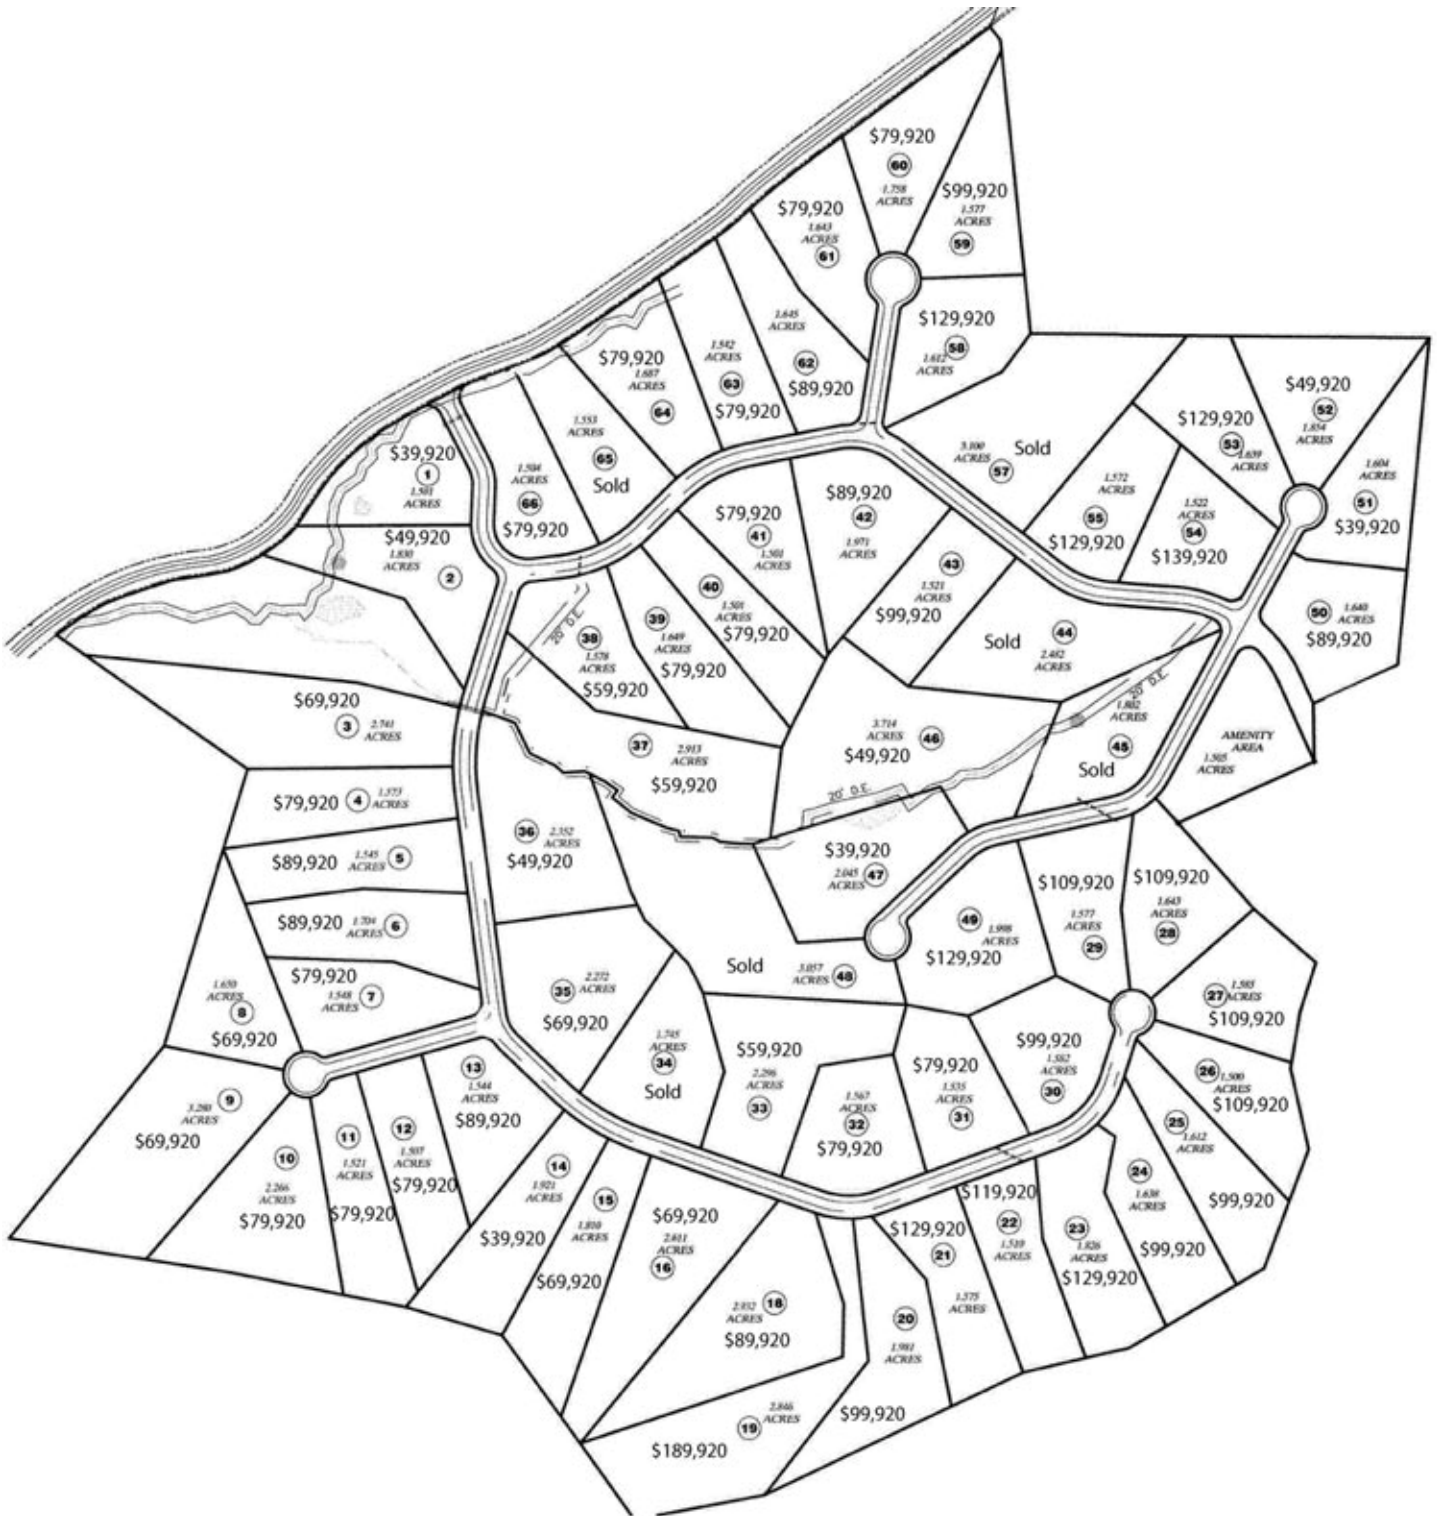 $79,920
60
1.758
ACRES
$99,920
1.577
ACRES
59
$79,920
1.643
ACRES
61
$129,920
58
1.612
ACRES
1.645
ACRES
62
$89,920
1.542
ACRES
63
$79,920
$79,920
1.687
ACRES
64
1.553
ACRES
65
Sold
1.504
ACRES
66
$79,920
$39,920
1
1.501
ACRES
$49,920
1.830
ACRES
2
$69,920
3
2.741
ACRES
$79,920
4
1.573
ACRES
$89,920
1.545
ACRES
5
$89,920
1.704
ACRES
6
$79,920
1.548
ACRES
7
1.650
ACRES
8
$69,920
3.280
ACRES
9
$69,920
10
2.266
ACRES
$79,920
11
1.521
ACRES
$79,920
12
1.507
ACRES
$79,920
13
1.544
ACRES
$89,920
14
1.921
ACRES
$39,920
15
1.810
ACRES
$69,920
$69,920
2.811
ACRES
16
2.932
ACRES
18
$89,920
2.846
ACRES
19
$189,920
20
1.981
ACRES
$99,920
$129,920
21
1.575
ACRES
$119,920
22
1.510
ACRES
23
1.826
ACRES
$129,920
24
1.638
ACRES
$99,920
25
1.612
ACRES
$99,920
26
1.500
ACRES
$109,920
27
1.585
ACRES
$109,920
$109,920
1.643
ACRES
28
$109,920
1.577
ACRES
29
$99,920
1.582
ACRES
30
$79,920
1.535
ACRES
31
1.567
ACRES
32
$79,920
$59,920
2.296
ACRES
33
1.745
ACRES
34
Sold
35
2.272
ACRES
$69,920
36
2.352
ACRES
$49,920
37
2.913
ACRES
$59,920
20' D.E.
38
1.578
ACRES
$59,920
39
1.649
ACRES
$79,920
40
1.501
ACRES
$79,920
$79,920
41
1.501
ACRES
$89,920
42
1.971
ACRES
43
1.521
ACRES
$99,920
Sold
44
2.482
ACRES
20' D.E.
1.802
ACRES
45
Sold
3.714
ACRES
46
$49,920
20' D.E.
$39,920
2.045
ACRES
47
Sold
3.057
ACRES
48
49
1.998
ACRES
$129,920
50
1.640
ACRES
$89,920
1.604
ACRES
51
$39,920
$49,920
52
1.854
ACRES
$129,920
53
1.639
ACRES
1.522
ACRES
54
$139,920
1.572
ACRES
55
$129,920
3.100
ACRES
57
Sold
AMENITY
AREA
1.505
ACRES